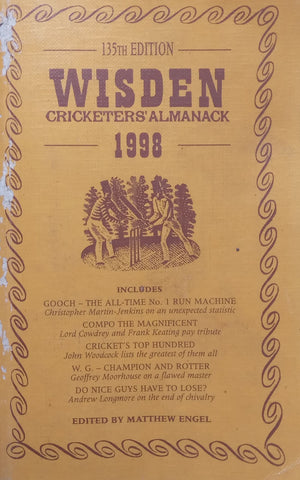 135TH EDITION
WISDEN
CRICKETERS' ALMANACK
1998
INCLUDES
GOOCH – THE ALL-TIME No. 1 RUN MACHINE
Christopher Martin-Jenkins on an unexpected statistic
COMPO THE MAGNIFICENT
Lord Cowdrey and Frank Keating pay tribute
CRICKET'S TOP HUNDRED
John Woodcock lists the greatest of them all
W. G. – CHAMPION AND ROTTER
Geoffrey Moorhouse on a flawed master
DO NICE GUYS HAVE TO LOSE?
Andrew Longmore on the end of chivalry
EDITED BY MATTHEW ENGEL